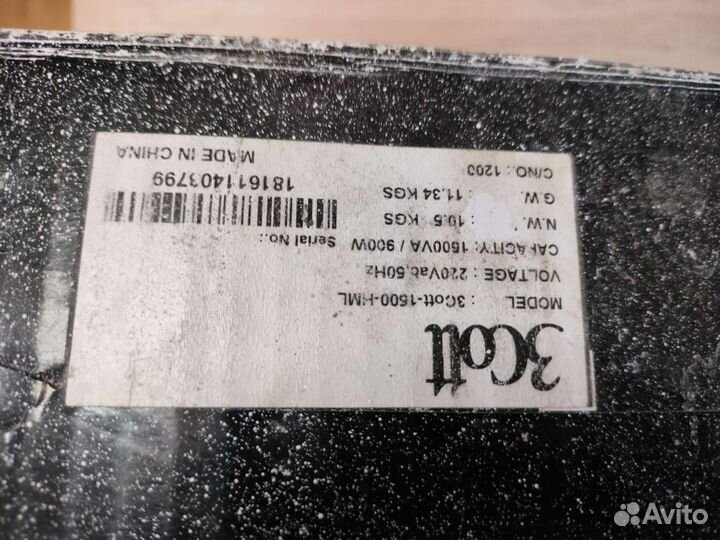 3Cott
MODEL : 3Cott-1500-HML
VOLTAGE : 220Vac,50Hz
CAPACITY: 1500VA / 900W
N.W. : 10.5 KGS
G.W. : 11.34 KGS
C/NO.: 1200
Serial No.:
181611403799
MADE IN CHINA
Avito